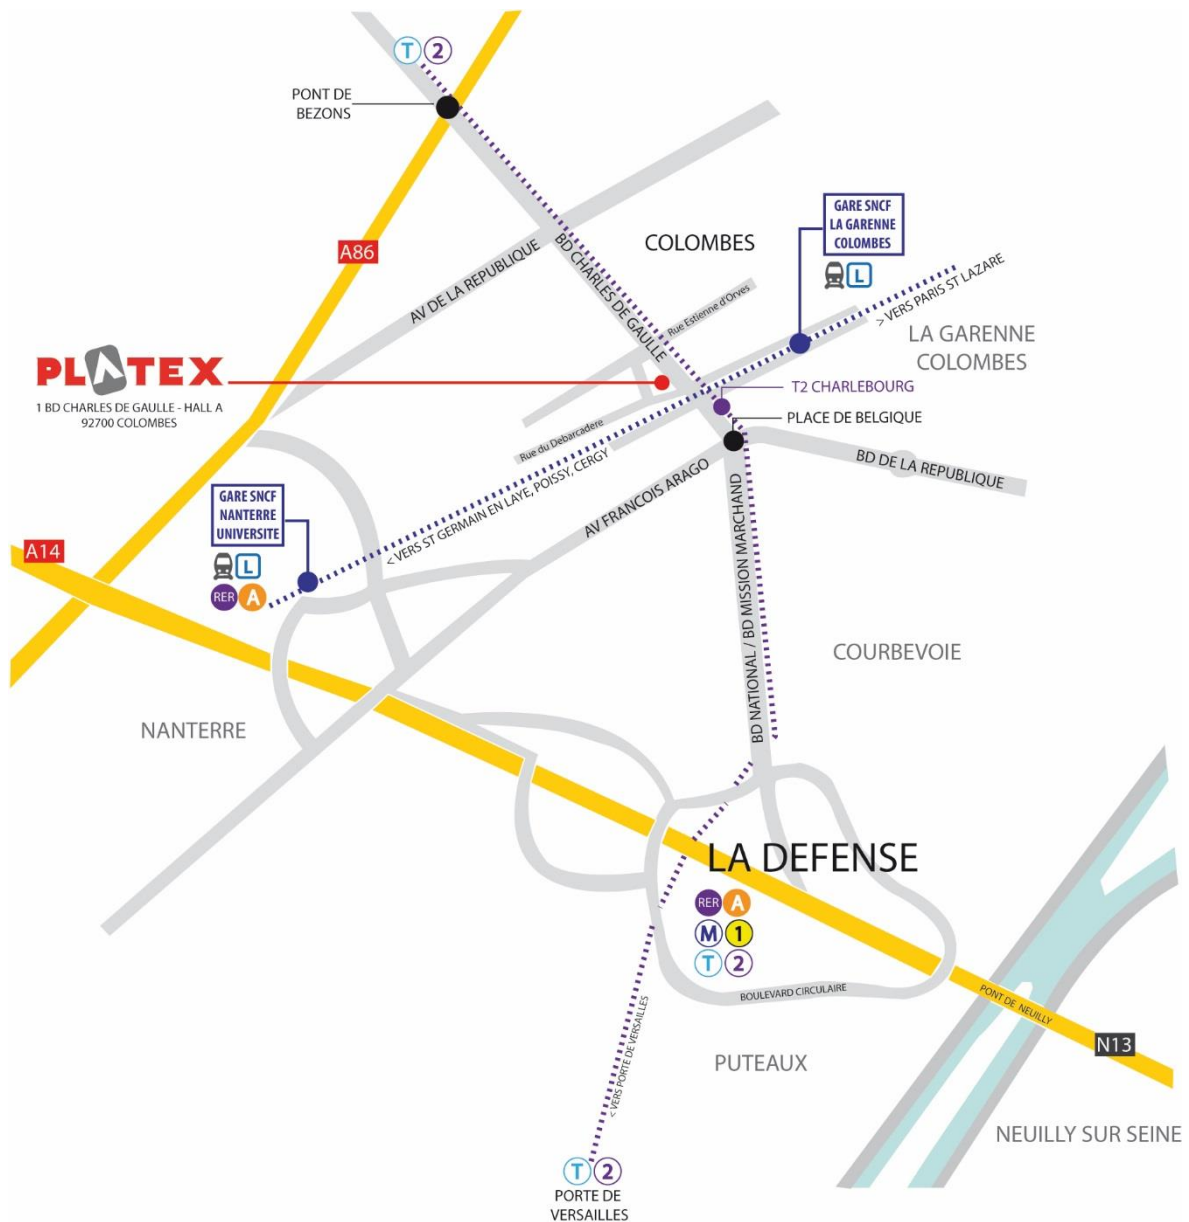 T 2
PONT DE
BEZONS
GARE SNCF
LA GARENNE
COLOMBES
L
COLOMBES
A86
AV DE LA REPUBLIQUE
BD CHARLES DE GAULLE
Rue Estienne d'Orves
> VERS PARIS ST LAZARE
LA GARENNE
COLOMBES
PLATEX
1 BD CHARLES DE GAULLE - HALL A
92700 COLOMBES
T2 CHARLEBOURG
PLACE DE BELGIQUE
Rue du Debarcadere
BD DE LA REPUBLIQUE
< VERS ST GERMAIN EN LAYE, POISSY, CERGY
AV FRANCOIS ARAGO
GARE SNCF
NANTERRE
UNIVERSITE
L
RER A
A14
BD NATIONAL / BD MISSION MARCHAND
COURBEVOIE
NANTERRE
LA DEFENSE
RER A
M 1
T 2
BOULEVARD CIRCULAIRE
PONT DE NEUILLY
N13
< VERS PORTE DE VERSAILLES
PUTEAUX
NEUILLY SUR SEINE
T 2
PORTE DE
VERSAILLES